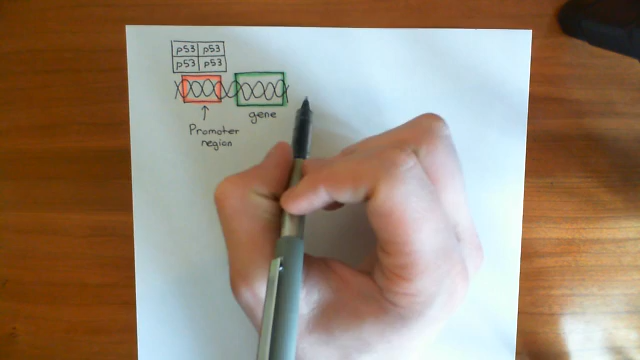 p53 p53
p53 p53
gene
Promoter
region